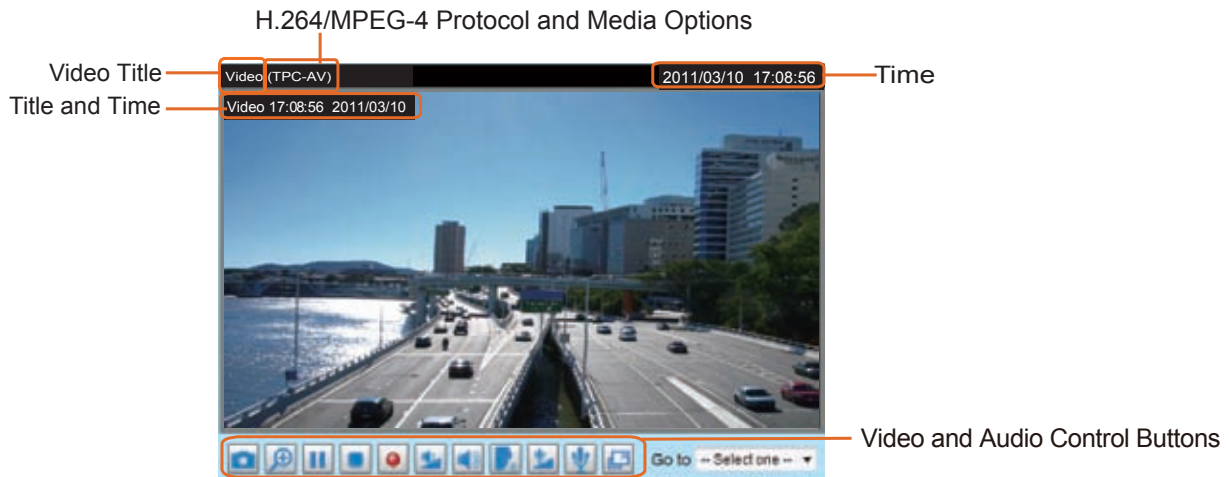 H.264/MPEG-4 Protocol and Media Options
Video Title
Video (TPC-AV)
2011/03/10 17:08:56
Time
Title and Time
Video 17:08:56 2011/03/10
Video and Audio Control Buttons
Go to -- Select one --